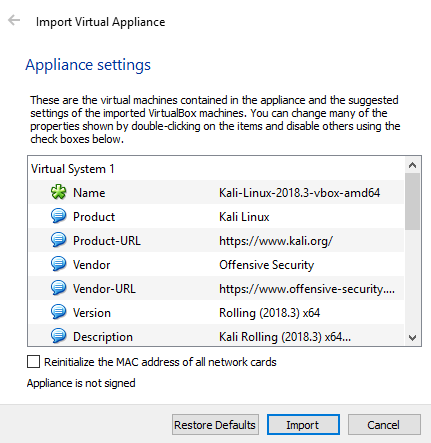 Import Virtual Appliance
Appliance settings
These are the virtual machines contained in the appliance and the suggested
settings of the imported VirtualBox machines. You can change many of the
properties shown by double-clicking on the items and disable others using the
check boxes below.
Virtual System 1
Name Kali-Linux-2018.3-vbox-amd64
Product Kali Linux
Product-URL https://www.kali.org/
Vendor Offensive Security
Vendor-URL https://www.offensive-security....
Version Rolling (2018.3) x64
Description Kali Rolling (2018.3) x64...
Reinitialize the MAC address of all network cards
Appliance is not signed
Restore Defaults Import Cancel